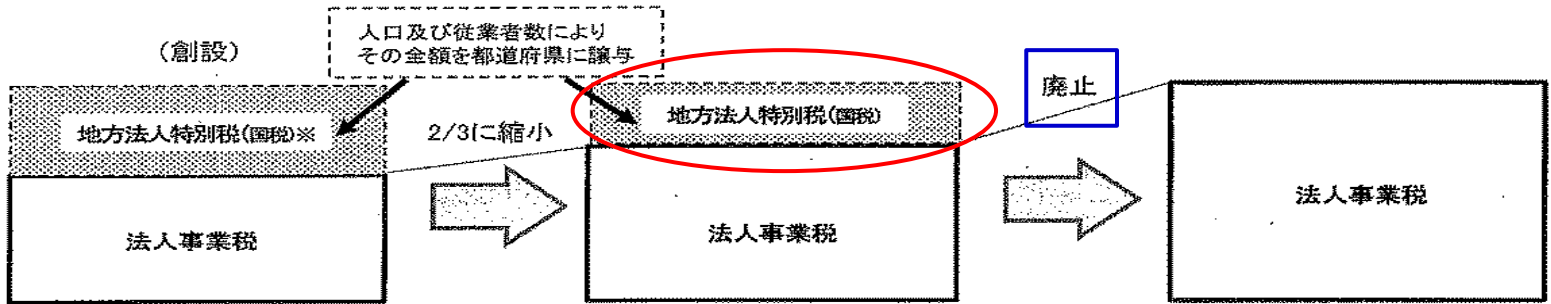 (創設)
人口及び従業者数により
その金額を都道府県に譲与
廃止
地方法人特別税(国税)※
2/3に縮小
地方法人特別税(国税)
法人事業税
法人事業税
法人事業税